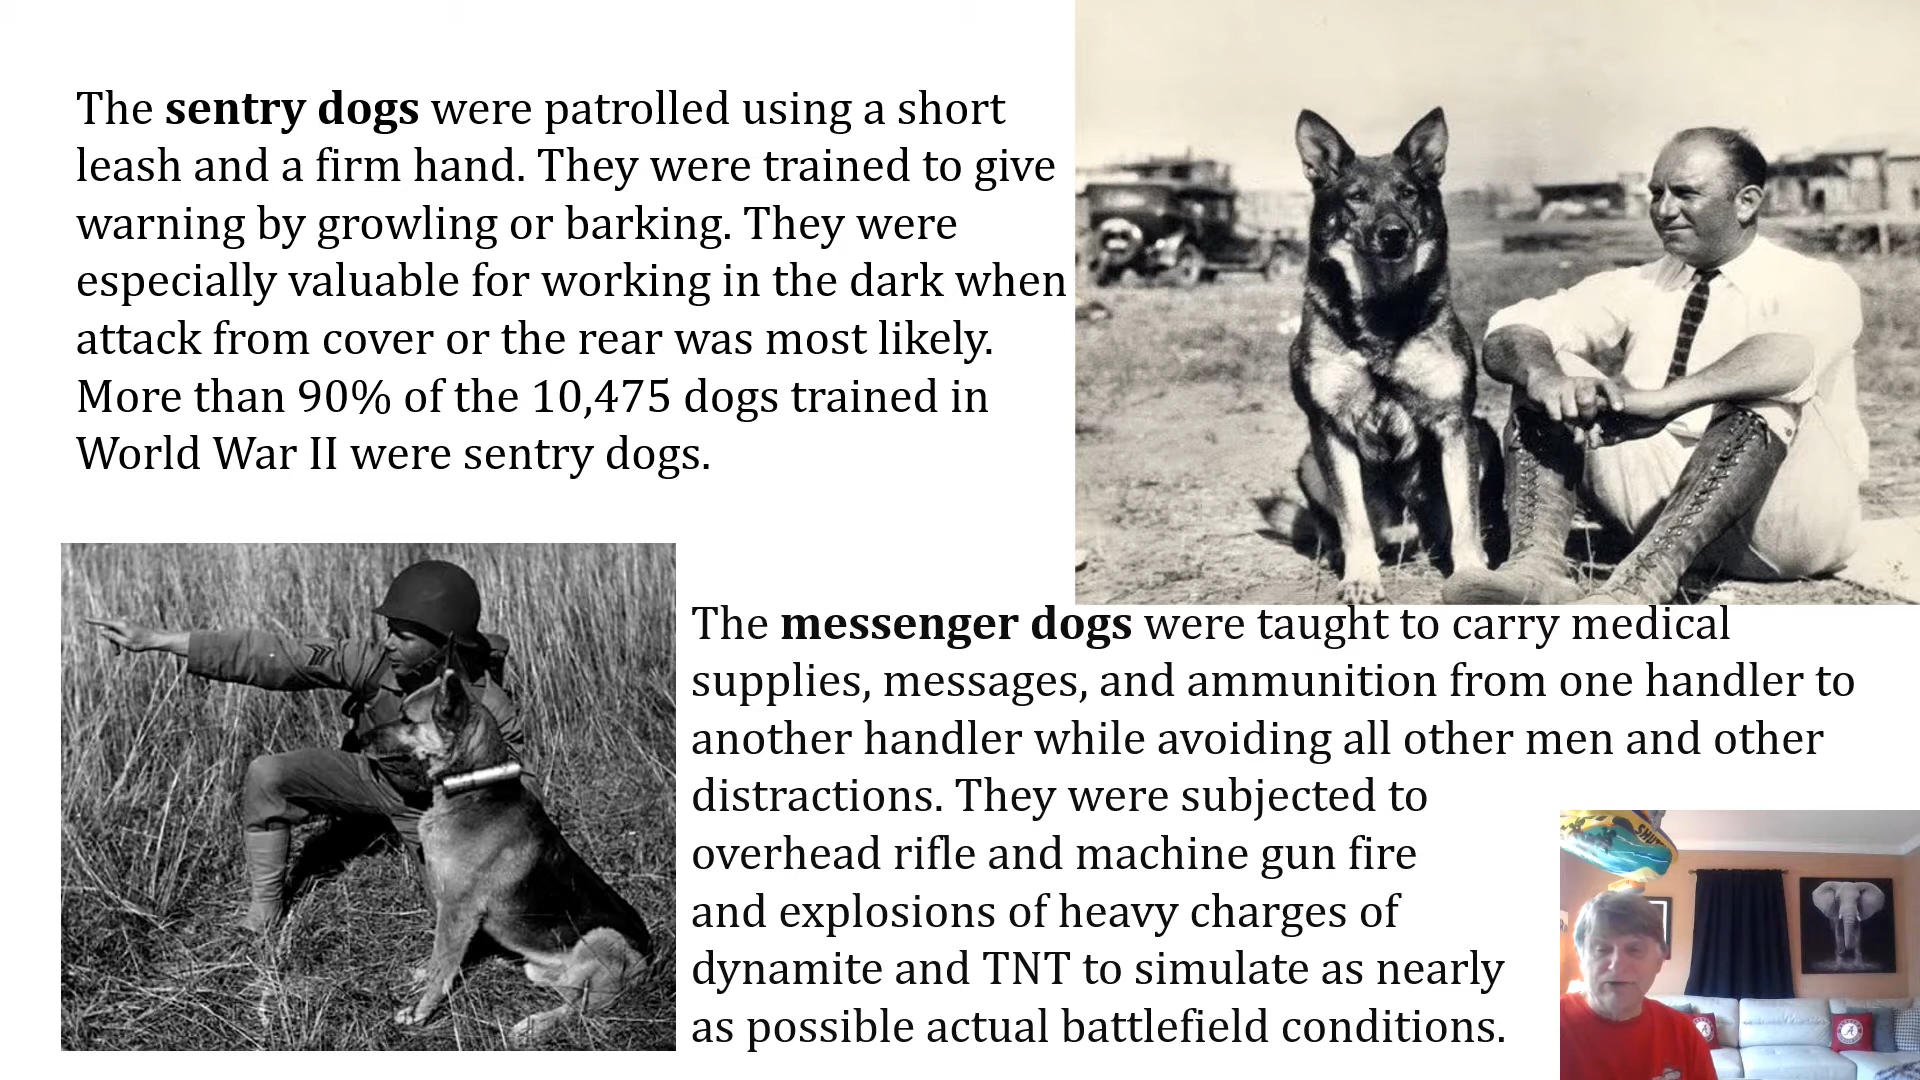 The sentry dogs were patrolled using a short
leash and a firm hand. They were trained to give
warning by growling or barking. They were
especially valuable for working in the dark when
attack from cover or the rear was most likely.
More than 90% of the 10,475 dogs trained in
World War II were sentry dogs.
The messenger dogs were taught to carry medical
supplies, messages, and ammunition from one handler to
another handler while avoiding all other men and other
distractions. They were subjected to
overhead rifle and machine gun fire
and explosions of heavy charges of
dynamite and TNT to simulate as nearly
as possible actual battlefield conditions.